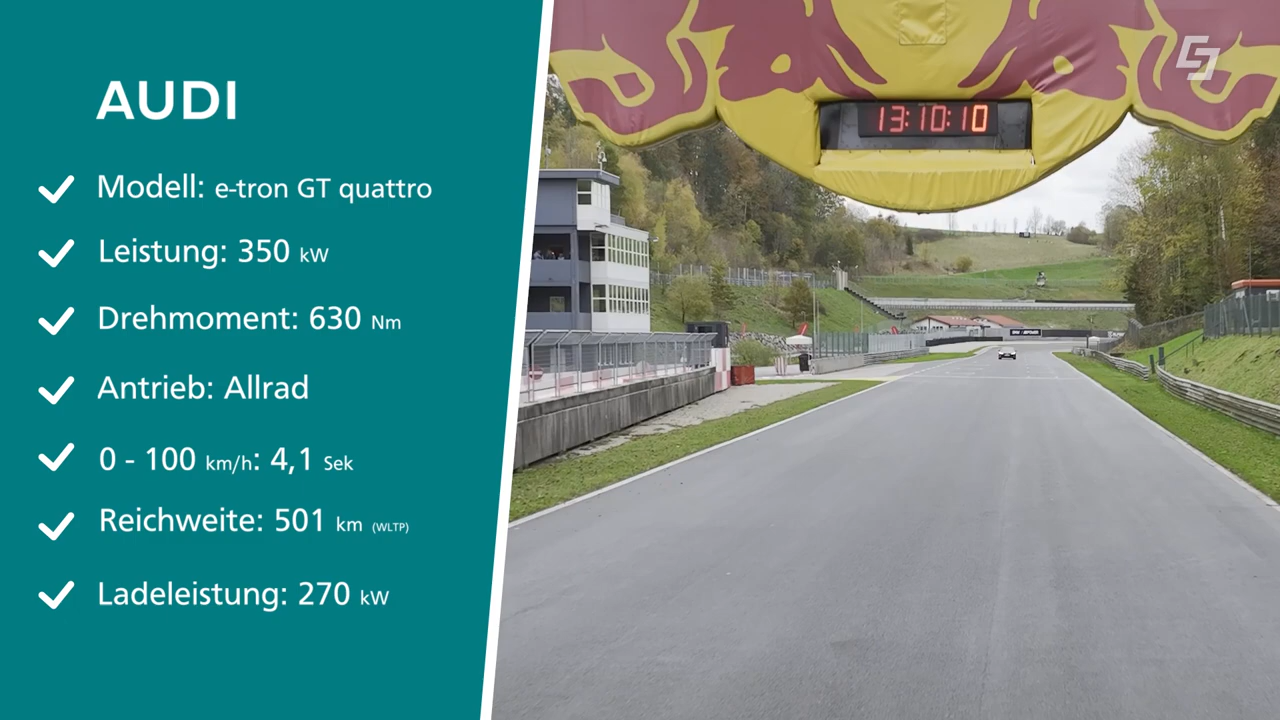 AUDI
Modell: e-tron GT quattro
Leistung: 350 kW
Drehmoment: 630 Nm
Antrieb: Allrad
0 - 100 km/h: 4,1 Sek
Reichweite: 501 km (WLTP)
Ladeleistung: 270 kW
13:10:10